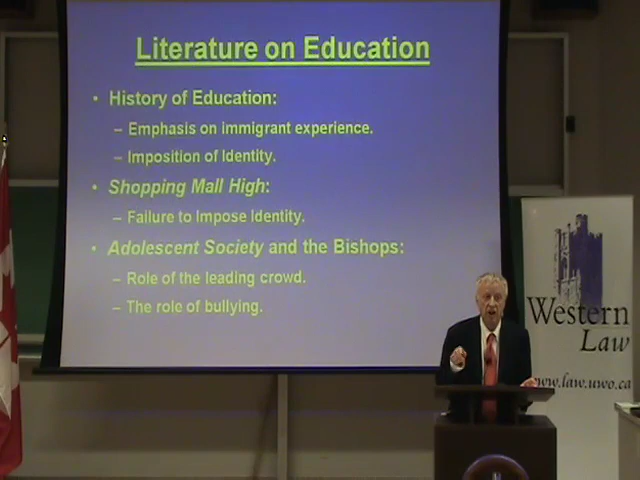 Literature on Education
• History of Education:
– Emphasis on immigrant experience.
– Imposition of Identity.
• Shopping Mall High:
– Failure to Impose Identity.
• Adolescent Society and the Bishops:
– Role of the leading crowd.
– The role of bullying.
Western
Law
www.law.uwo.ca